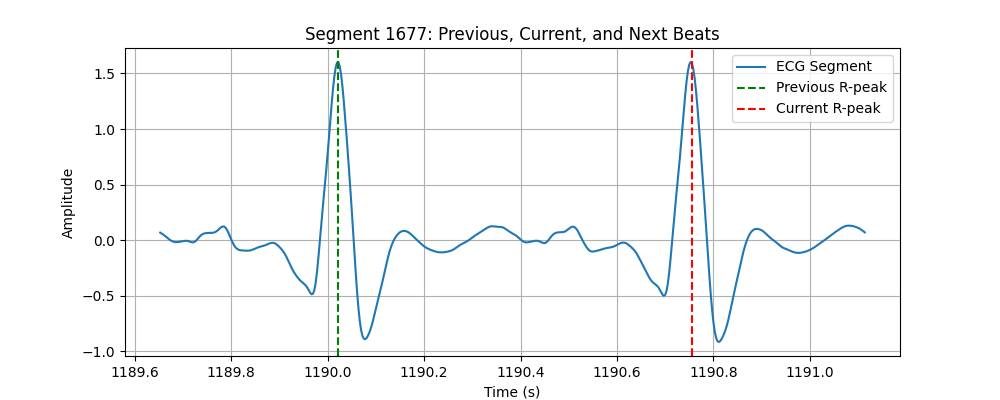 Segment 1677: Previous, Current, and Next Beats
ECG Segment
Previous R-peak
Current R-peak
Amplitude
1.5
1.0
0.5
0.0
−0.5
−1.0
1189.6 1189.8 1190.0 1190.2 1190.4 1190.6 1190.8 1191.0
Time (s)